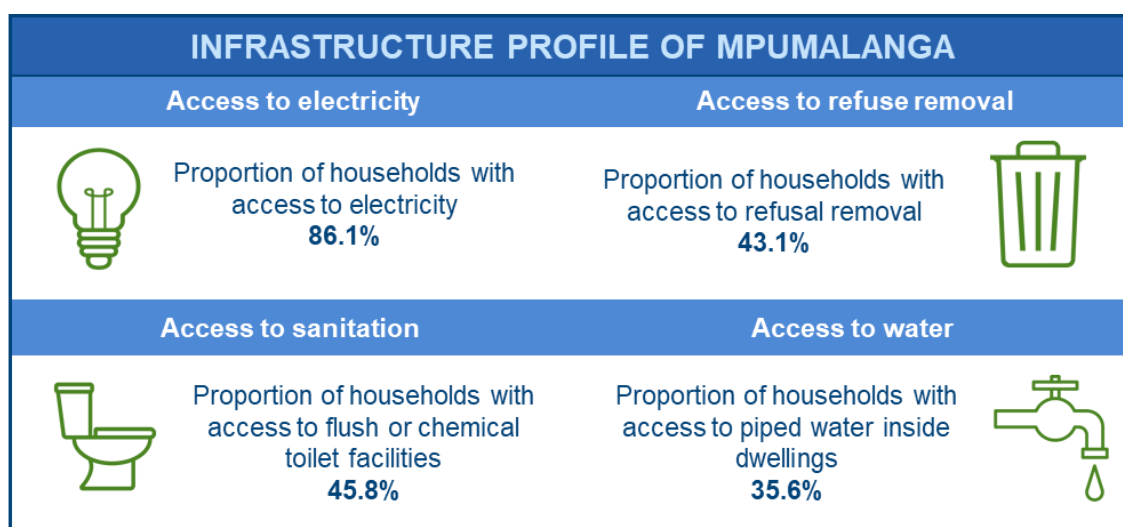 INFRASTRUCTURE PROFILE OF MPUMALANGA
Access to electricity
Proportion of households with
access to electricity
86.1%
Access to refuse removal
Proportion of households with
access to refusal removal
43.1%
Access to sanitation
Proportion of households with
access to flush or chemical
toilet facilities
45.8%
Access to water
Proportion of households with
access to piped water inside
dwellings
35.6%